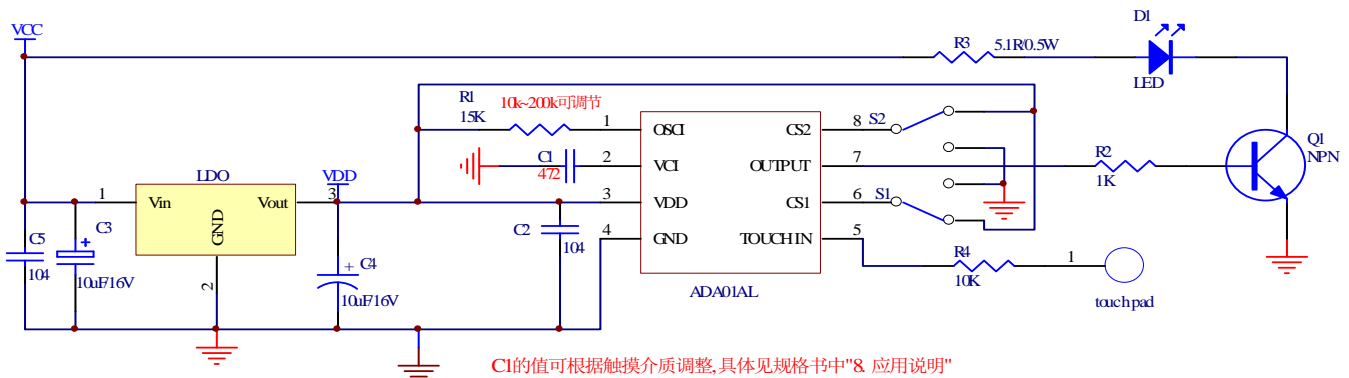 D1
VCC
R3
5.1R/0.5W
LED
R1
10k~200k可调节
15K
1
OSCI
CS2
8
S2
Q1
NPN
C1
472
2
VCI
OUTPUT
7
R2
1K
LDO
VDD
1
Vin
Vout
3
GND
2
3
VDD
CS1
6
S1
C5
104
C3
+
10uF/16V
+
C4
10uF/16V
C2
104
4
GND
TOUCH IN
5
R4
10K
1
touch pad
ADA01AL
C1的值可根据触摸介质调整,具体见规格书中"8. 应用说明"